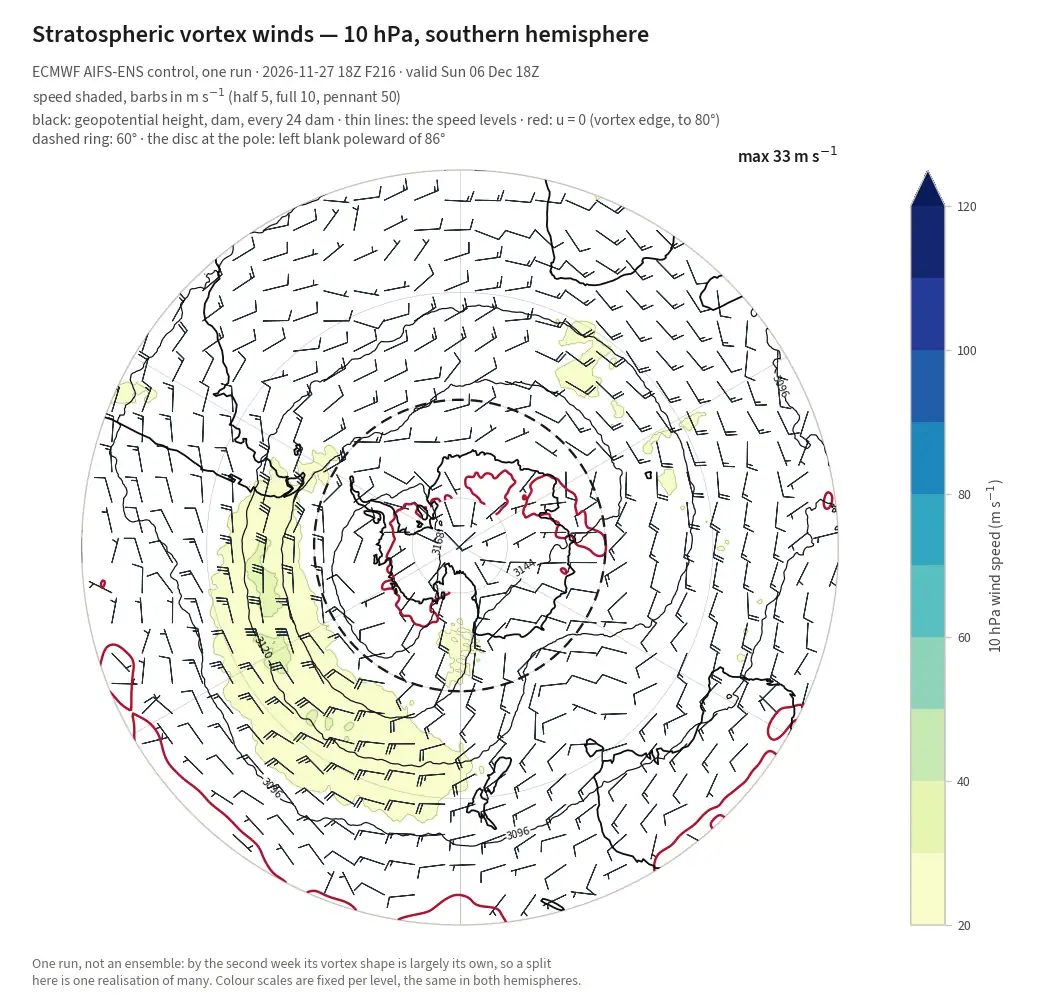 Stratospheric vortex winds — 10 hPa, southern hemisphere
ECMWF AIFS-ENS control, one run · 2026-11-27 18Z F216 · valid Sun 06 Dec 18Z
speed shaded, barbs in m s⁻¹ (half 5, full 10, pennant 50)
black: geopotential height, dam, every 24 dam · thin lines: the speed levels · red: u = 0 (vortex edge, to 80°)
dashed ring: 60° · the disc at the pole: left blank poleward of 86°
max 33 m s⁻¹
120
100
80
60
40
20
10 hPa wind speed (m s⁻¹)
3096
3168
3144
3120
3096
3096
One run, not an ensemble: by the second week its vortex shape is largely its own, so a split
here is one realisation of many. Colour scales are fixed per level, the same in both hemispheres.